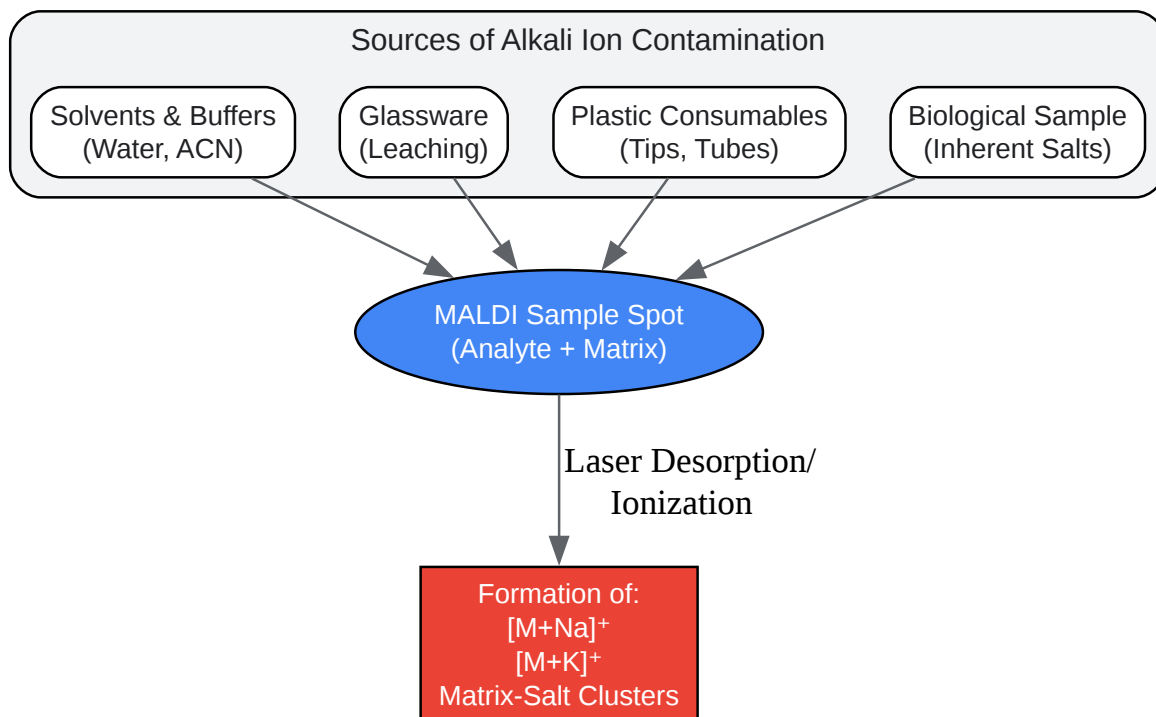 Sources of Alkali Ion Contamination
Solvents & Buffers
(Water, ACN)
Glassware
(Leaching)
Plastic Consumables
(Tips, Tubes)
Biological Sample
(Inherent Salts)
MALDI Sample Spot
(Analyte + Matrix)
Laser Desorption/
Ionization
Formation of:
[M+Na]⁺
[M+K]⁺
Matrix-Salt Clusters